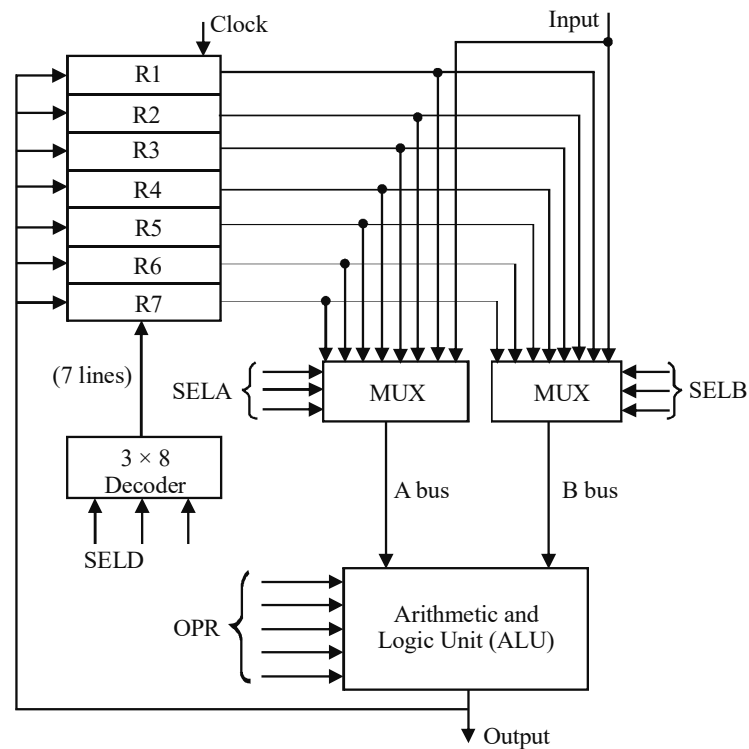 Clock
Input
R1
R2
R3
R4
R5
R6
R7
(7 lines)
SELA
MUX
MUX
SELB
3 × 8
Decoder
SELD
A bus
B bus
OPR
Arithmetic and
Logic Unit (ALU)
Output